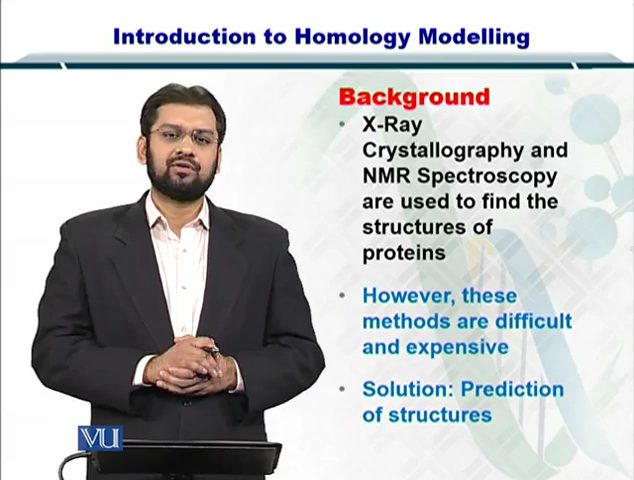 Introduction to Homology Modelling
Background
• X-Ray
Crystallography and
NMR Spectroscopy
are used to find the
structures of
proteins
• However, these
methods are difficult
and expensive
• Solution: Prediction
of structures
VU